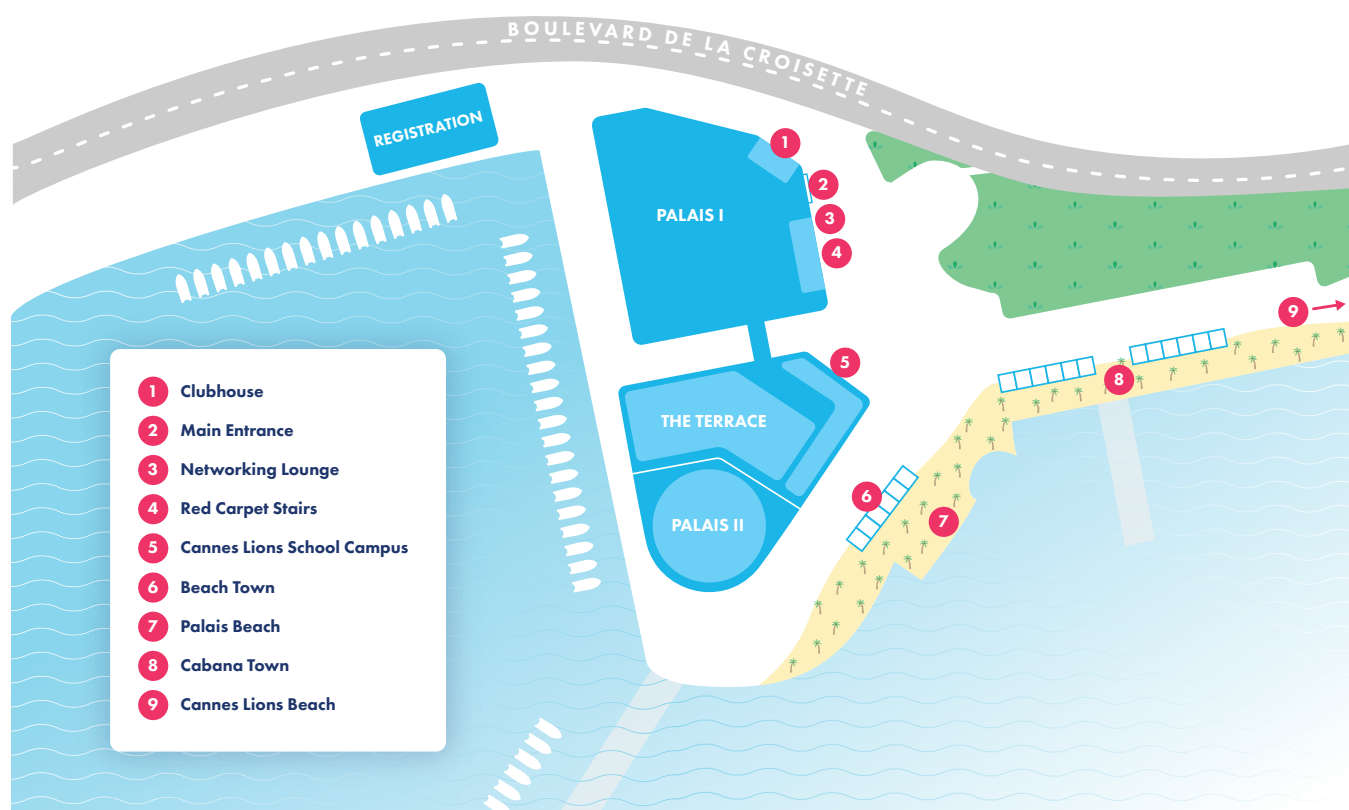 BOULEVARD DE LA CROISETTE
REGISTRATION
1
2
PALAIS I
3
4
9
5
8
THE TERRACE
6
7
PALAIS II
1 Clubhouse
2 Main Entrance
3 Networking Lounge
4 Red Carpet Stairs
5 Cannes Lions School Campus
6 Beach Town
7 Palais Beach
8 Cabana Town
9 Cannes Lions Beach